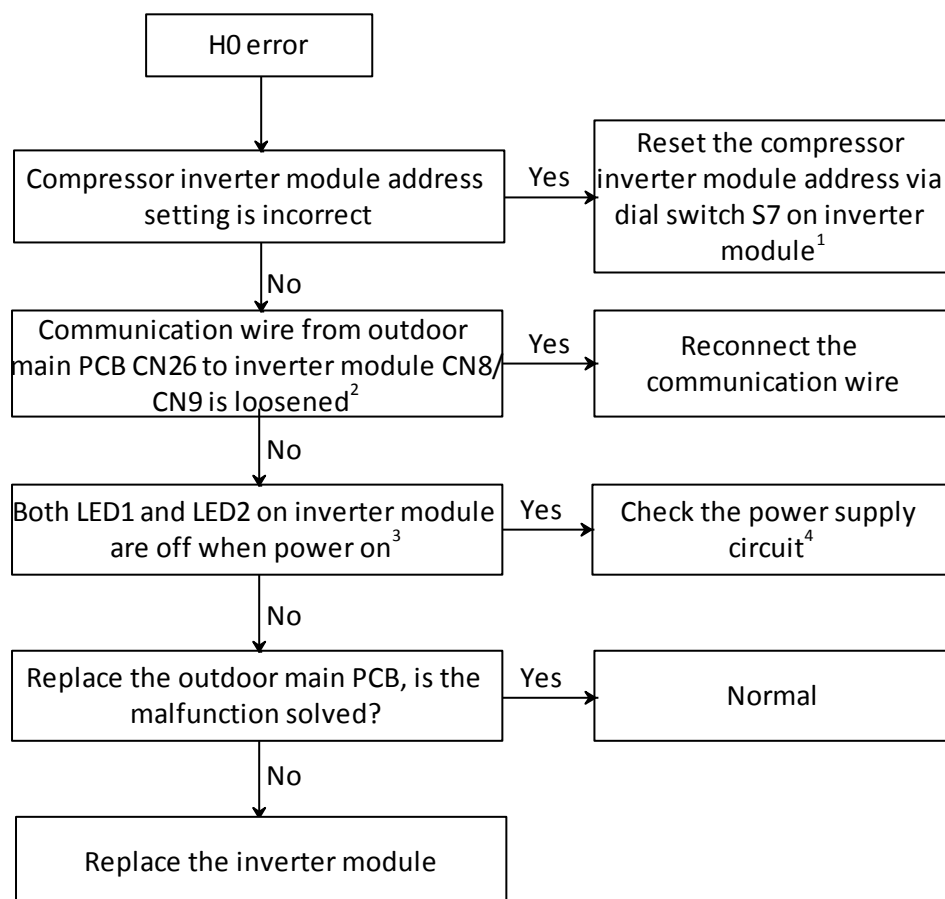 H0 error
Compressor inverter module address
setting is incorrect
Yes
Reset the compressor
inverter module address via
dial switch S7 on inverter
module¹
No
Communication wire from outdoor
main PCB CN26 to inverter module CN8/
CN9 is loosened²
Yes
Reconnect the
communication wire
No
Both LED1 and LED2 on inverter module
are off when power on³
Yes
Check the power supply
circuit⁴
No
Replace the outdoor main PCB, is the
malfunction solved?
Yes
Normal
No
Replace the inverter module